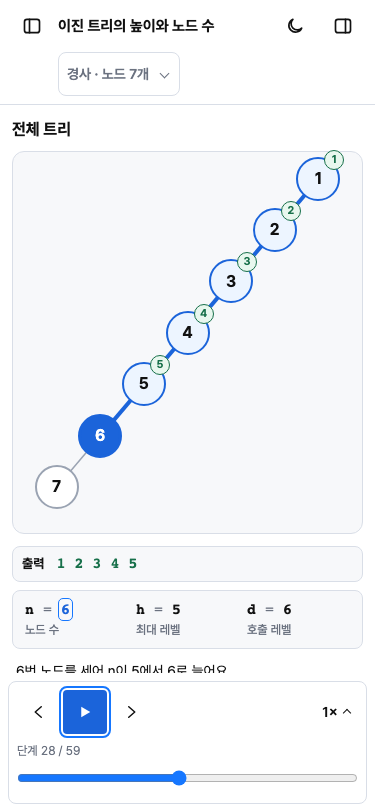 이진 트리의 높이와 노드 수
경사 · 노드 7개
전체 트리
1
1
2
2
3
3
4
4
5
5
6
7
출력 1 2 3 4 5
n = 6 h = 5 d = 6
노드 수 최대 레벨 호출 레벨
6번 노드를 세어 n이 5에서 6로 늘어요
1×
단계 28 / 59